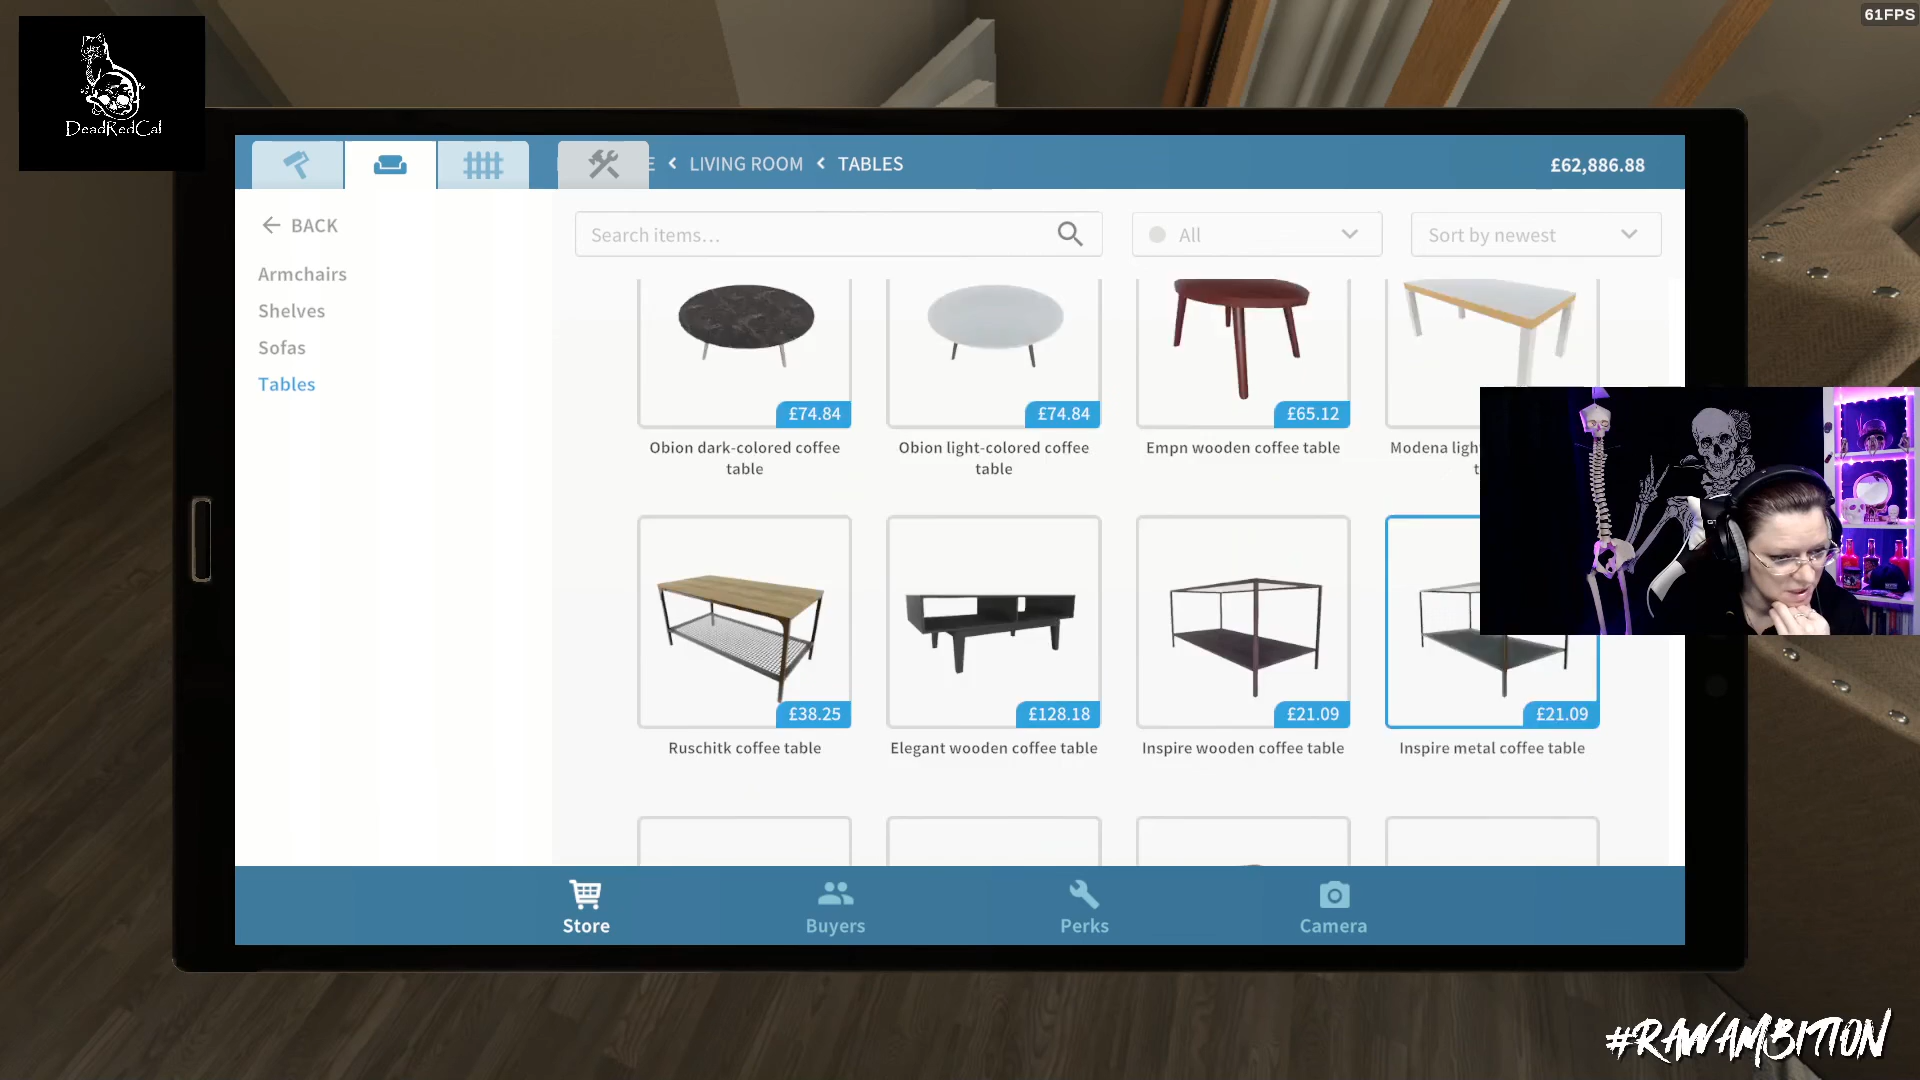 61FPS
DeadRedCal
E < LIVING ROOM < TABLES
£62,886.88
← BACK
Armchairs
Shelves
Sofas
Tables
Search items...
All
Sort by newest
£74.84
£74.84
£65.12
Obion dark-colored coffee
table
Obion light-colored coffee
table
Empn wooden coffee table
Modena
£38.25
£128.18
£21.09
£21.09
Ruschitk coffee table
Elegant wooden coffee table
Inspire wooden coffee table
Inspire metal coffee table
Store
Buyers
Perks
Camera
#RAWAMBITION